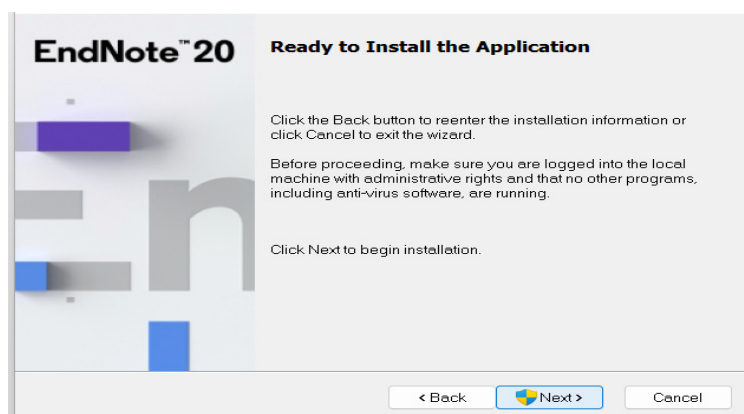 EndNote™20
Ready to Install the Application
Click the Back button to reenter the installation information or
click Cancel to exit the wizard.
Before proceeding, make sure you are logged into the local
machine with administrative rights and that no other programs,
including anti-virus software, are running.
Click Next to begin installation.
< Back
Next >
Cancel